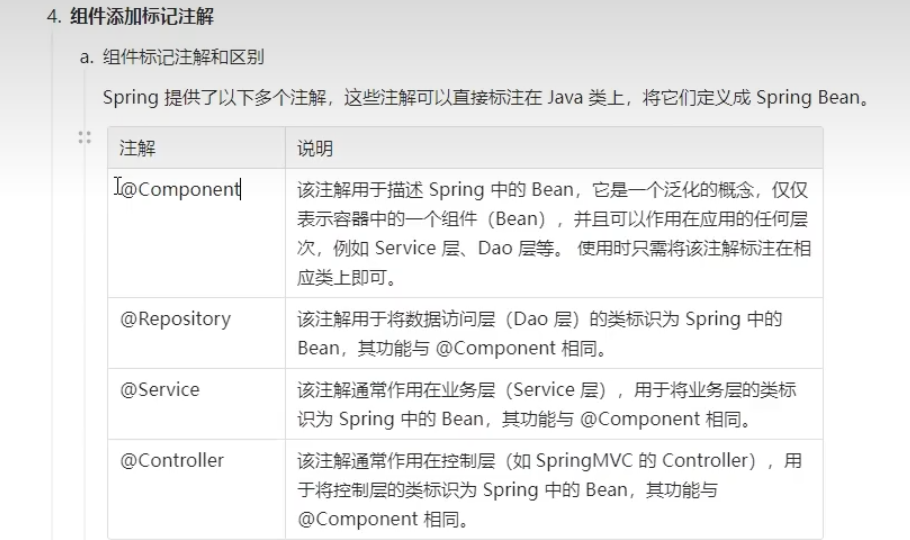 4. 组件添加标记注解
a. 组件标记注解和区别
Spring 提供了以下多个注解，这些注解可以直接标注在 Java 类上，将它们定义成 Spring Bean。
注解
说明
@Component
该注解用于描述 Spring 中的 Bean，它是一个泛化的概念，仅仅
表示容器中的一个组件（Bean），并且可以作用在应用的任何层
次，例如 Service 层、Dao 层等。 使用时只需将该注解标注在相
应类上即可。
@Repository
该注解用于将数据访问层（Dao 层）的类标识为 Spring 中的
Bean，其功能与 @Component 相同。
@Service
该注解通常作用在业务层（Service 层），用于将业务层的类标
识为 Spring 中的 Bean，其功能与 @Component 相同。
@Controller
该注解通常作用在控制层（如 SpringMVC 的 Controller），用
于将控制层的类标识为 Spring 中的 Bean，其功能与
@Component 相同。